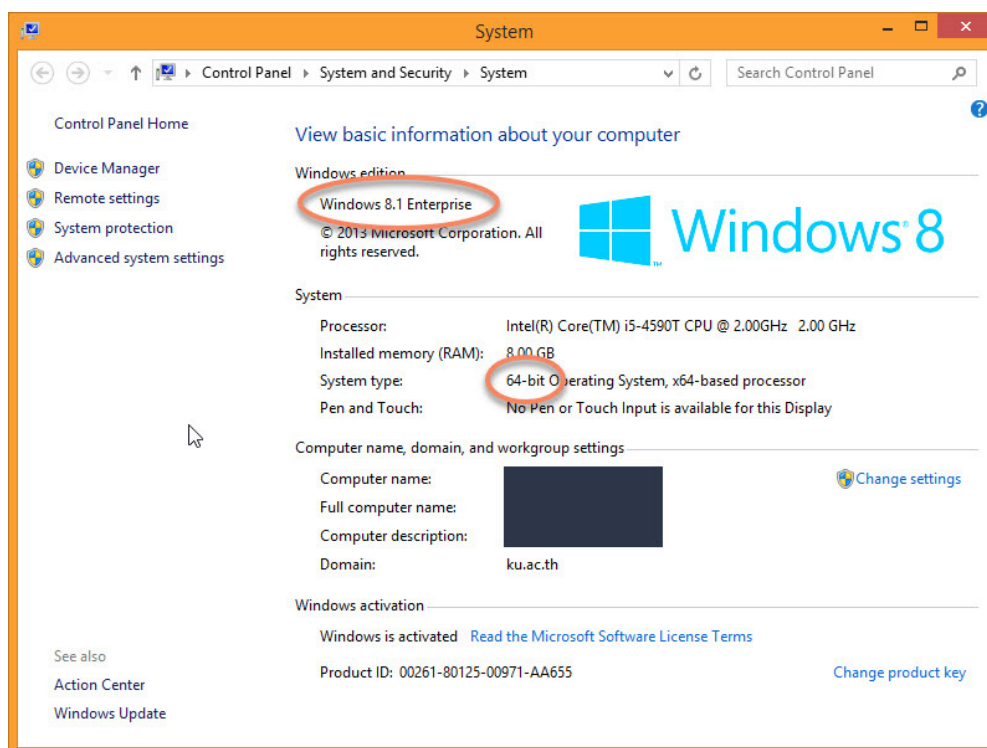 System
Control Panel ▸ System and Security ▸ System
Search Control Panel
Control Panel Home
Device Manager
Remote settings
System protection
Advanced system settings
View basic information about your computer
Windows edition
Windows 8.1 Enterprise
© 2013 Microsoft Corporation. All
rights reserved.
Windows® 8
System
Processor: Intel(R) Core(TM) i5-4590T CPU @ 2.00GHz 2.00 GHz
Installed memory (RAM): 8.00 GB
System type: 64-bit Operating System, x64-based processor
Pen and Touch: No Pen or Touch Input is available for this Display
Computer name, domain, and workgroup settings
Computer name:
Change settings
Full computer name:
Computer description:
Domain: ku.ac.th
Windows activation
Windows is activated Read the Microsoft Software License Terms
Product ID: 00261-80125-00971-AA655
Change product key
See also
Action Center
Windows Update